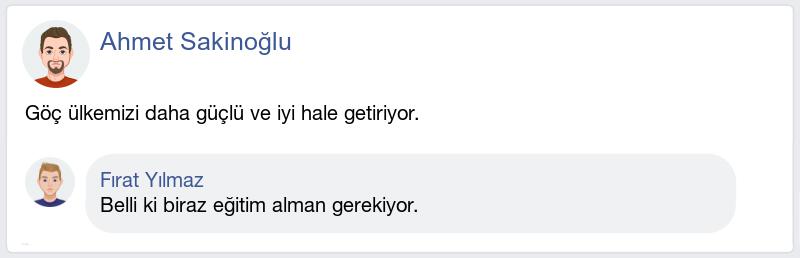 Ahmet Sakinoğlu
Göç ülkemizi daha güçlü ve iyi hale getiriyor.
Fırat Yılmaz
Belli ki biraz eğitim alman gerekiyor.